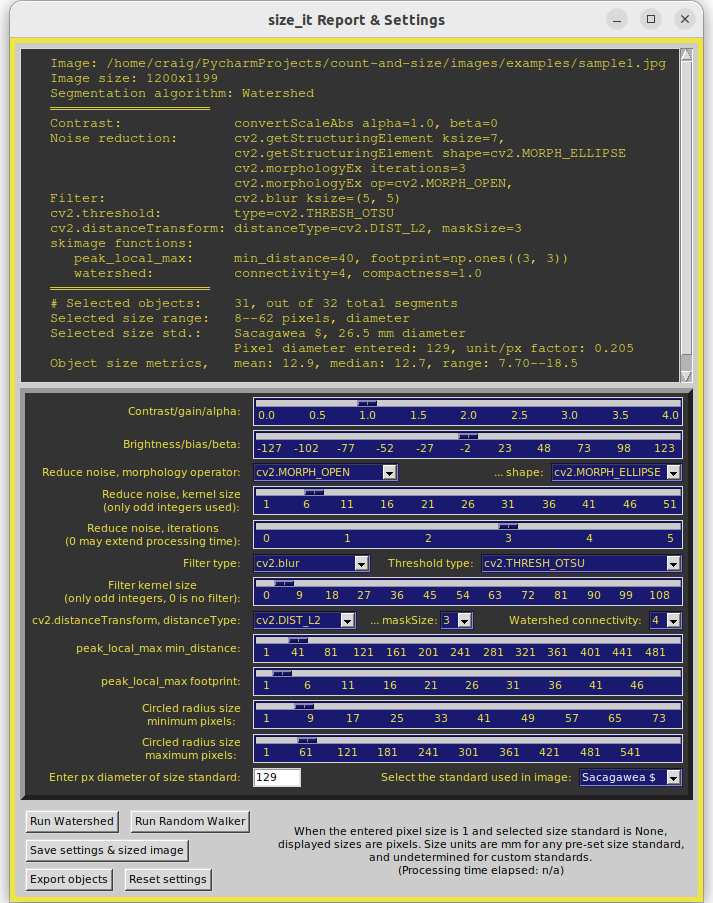 size_it Report & Settings
Image: /home/craig/PycharmProjects/count-and-size/images/examples/sample1.jpg
Image size: 1200x1199
Segmentation algorithm: Watershed
Contrast: convertScaleAbs alpha=1.0, beta=0
Noise reduction: cv2.getStructuringElement ksize=7,
cv2.getStructuringElement shape=cv2.MORPH_ELLIPSE
cv2.morphologyEx iterations=3
cv2.morphologyEx op=cv2.MORPH_OPEN,
Filter: cv2.blur ksize=(5, 5)
cv2.threshold: type=cv2.THRESH_OTSU
cv2.distanceTransform: distanceType=cv2.DIST_L2, maskSize=3
skimage functions:
peak_local_max: min_distance=40, footprint=np.ones((3, 3))
watershed: connectivity=4, compactness=1.0
# Selected objects: 31, out of 32 total segments
Selected size range: 8--62 pixels, diameter
Selected size std.: Sacagawea $, 26.5 mm diameter
Pixel diameter entered: 129, unit/px factor: 0.205
Object size metrics, mean: 12.9, median: 12.7, range: 7.70--18.5
Contrast/gain/alpha: 0.0 0.5 1.0 1.5 2.0 2.5 3.0 3.5 4.0
Brightness/bias/beta: -127 -102 -77 -52 -27 -2 23 48 73 98 123
Reduce noise, morphology operator: cv2.MORPH_OPEN ... shape: cv2.MORPH_ELLIPSE
Reduce noise, kernel size
(only odd integers used): 1 6 11 16 21 26 31 36 41 46 51
Reduce noise, iterations
(0 may extend processing time): 0 1 2 3 4 5
Filter type: cv2.blur Threshold type: cv2.THRESH_OTSU
Filter kernel size
(only odd integers, 0 is no filter): 0 9 18 27 36 45 54 63 72 81 90 99 108
cv2.distanceTransform, distanceType: cv2.DIST_L2 ... maskSize: 3 Watershed connectivity: 4
peak_local_max min_distance: 1 41 81 121 161 201 241 281 321 361 401 441 481
peak_local_max footprint: 1 6 11 16 21 26 31 36 41 46
Circled radius size
minimum pixels: 1 9 17 25 33 41 49 57 65 73
Circled radius size
maximum pixels: 1 61 121 181 241 301 361 421 481 541
Enter px diameter of size standard: 129 Select the standard used in image: Sacagawea $
Run Watershed Run Random Walker
Save settings & sized image
Export objects Reset settings
When the entered pixel size is 1 and selected size standard is None,
displayed sizes are pixels. Size units are mm for any pre-set size standard,
and undetermined for custom standards.
(Processing time elapsed: n/a)